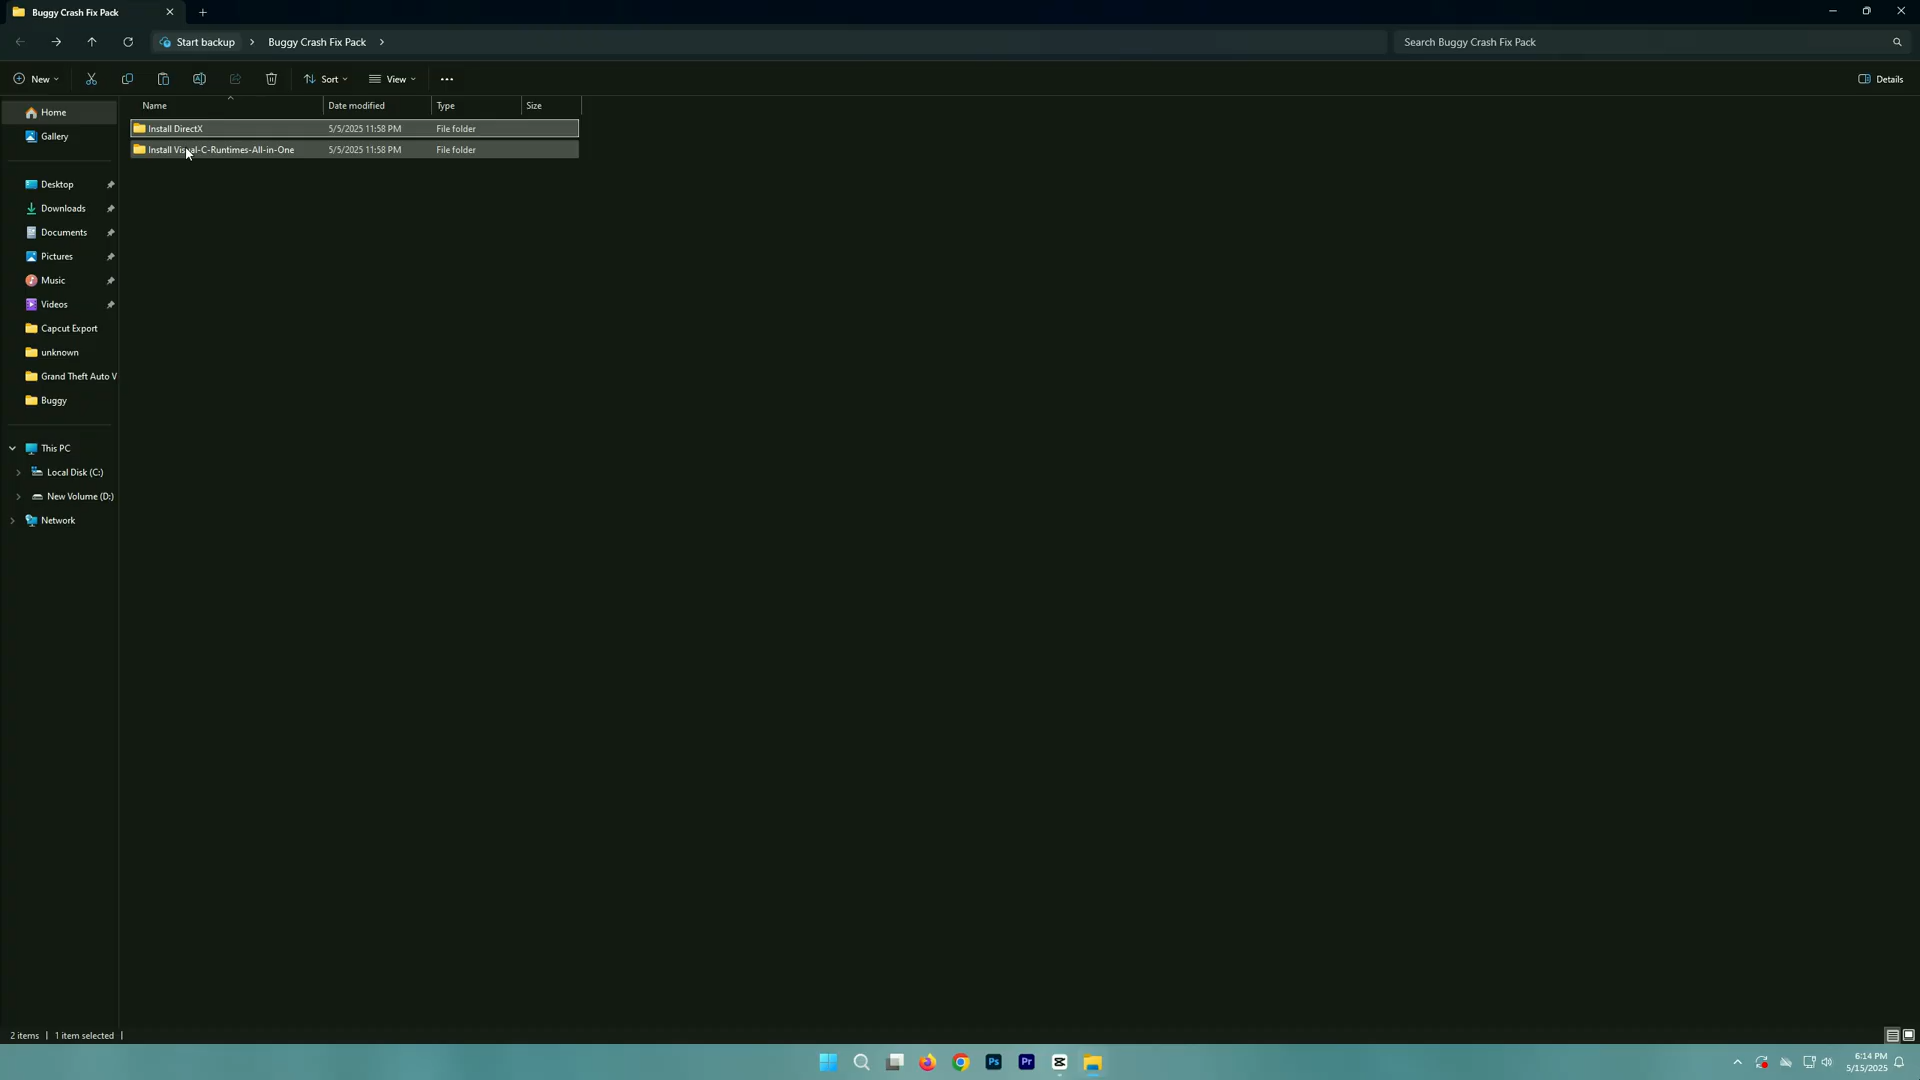 Buggy Crash Fix Pack
Start backup
Buggy Crash Fix Pack
Search Buggy Crash Fix Pack
New
Sort
View
Details
Name
Date modified
Type
Size
Install DirectX
5/5/2025 11:58 PM
File folder
Install Visual-C-Runtimes-All-in-One
5/5/2025 11:58 PM
File folder
Home
Gallery
Desktop
Downloads
Documents
Pictures
Music
Videos
Capcut Export
unknown
Grand Theft Auto V
Buggy
This PC
Local Disk (C:)
New Volume (D:)
Network
2 items
1 item selected
Ps
Pr
6:14 PM
5/15/2025